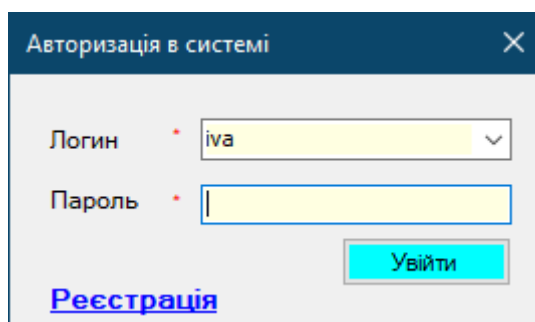 Авторизація в системі
Логин * iva
Пароль *
Увійти
Реєстрація